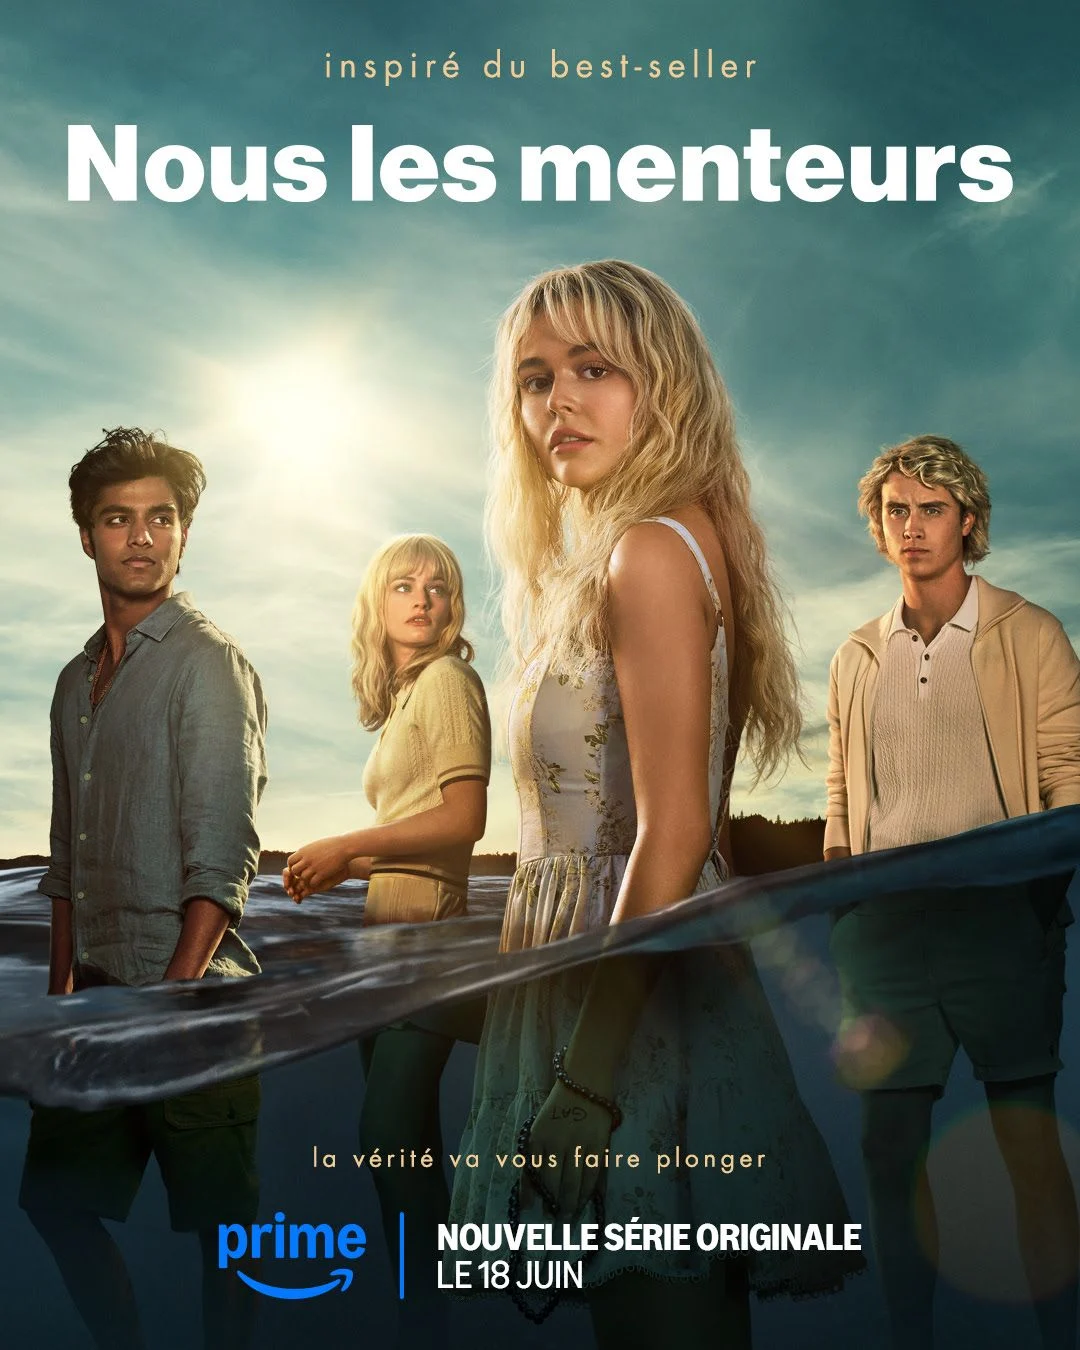 inspiré du best-seller
Nous les menteurs
GAT
la vérité va vous faire plonger
prime
NOUVELLE SÉRIE ORIGINALE
LE 18 JUIN